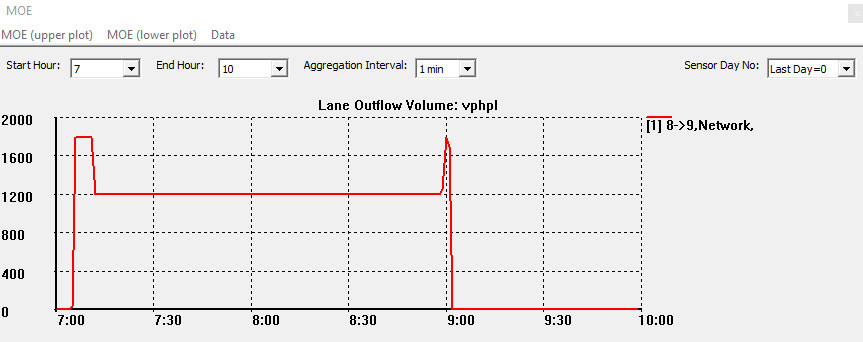 MOE
MOE (upper plot) MOE (lower plot) Data
Start Hour: 7 End Hour: 10 Aggregation Interval: 1 min Sensor Day No: Last Day=0
Lane Outflow Volume: vphpl
2000
[1] 8->9,Network,
1600
1200
800
400
0
7:00 7:30 8:00 8:30 9:00 9:30 10:00